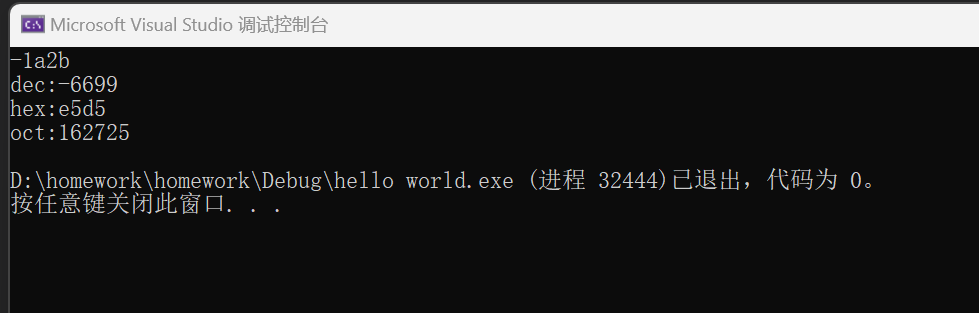 Microsoft Visual Studio 调试控制台
-1a2b
dec:-6699
hex:e5d5
oct:162725
D:\homework\homework\Debug\hello world.exe (进程 32444)已退出，代码为 0。
按任意键关闭此窗口. . .